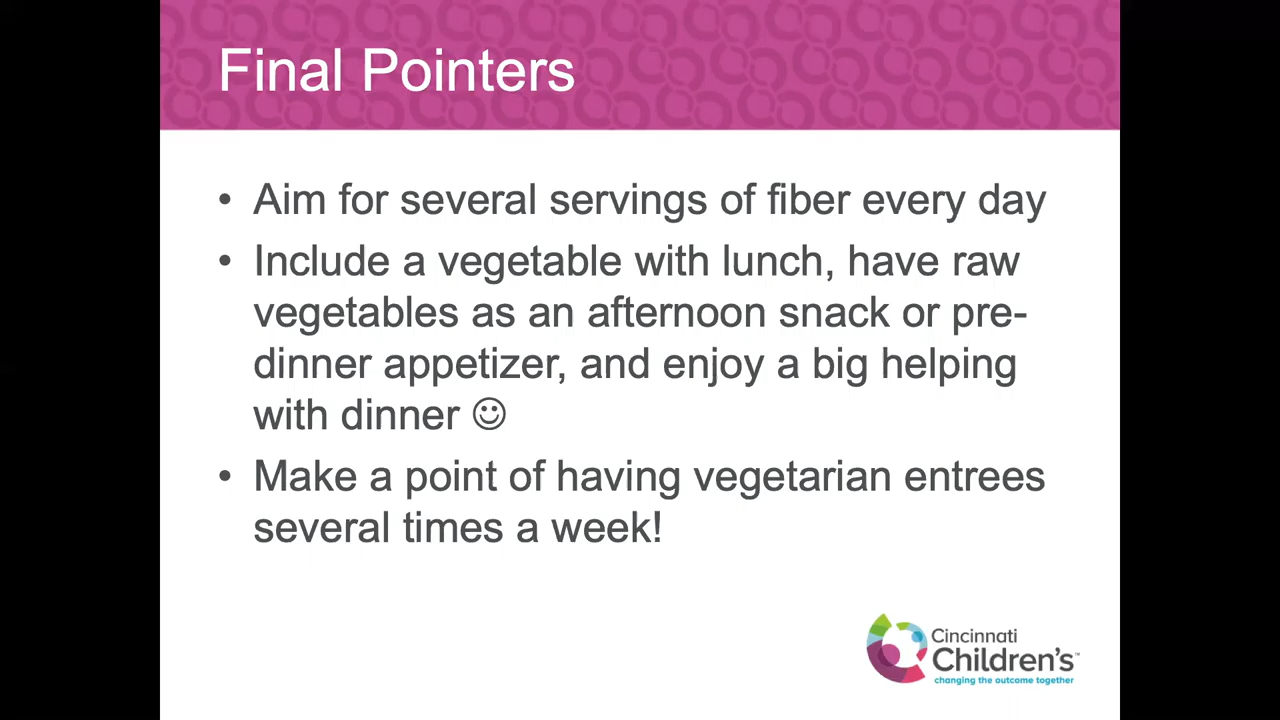 Final Pointers
• Aim for several servings of fiber every day
• Include a vegetable with lunch, have raw
vegetables as an afternoon snack or pre-
dinner appetizer, and enjoy a big helping
with dinner ☺
• Make a point of having vegetarian entrees
several times a week!
Cincinnati
Children's™
changing the outcome together